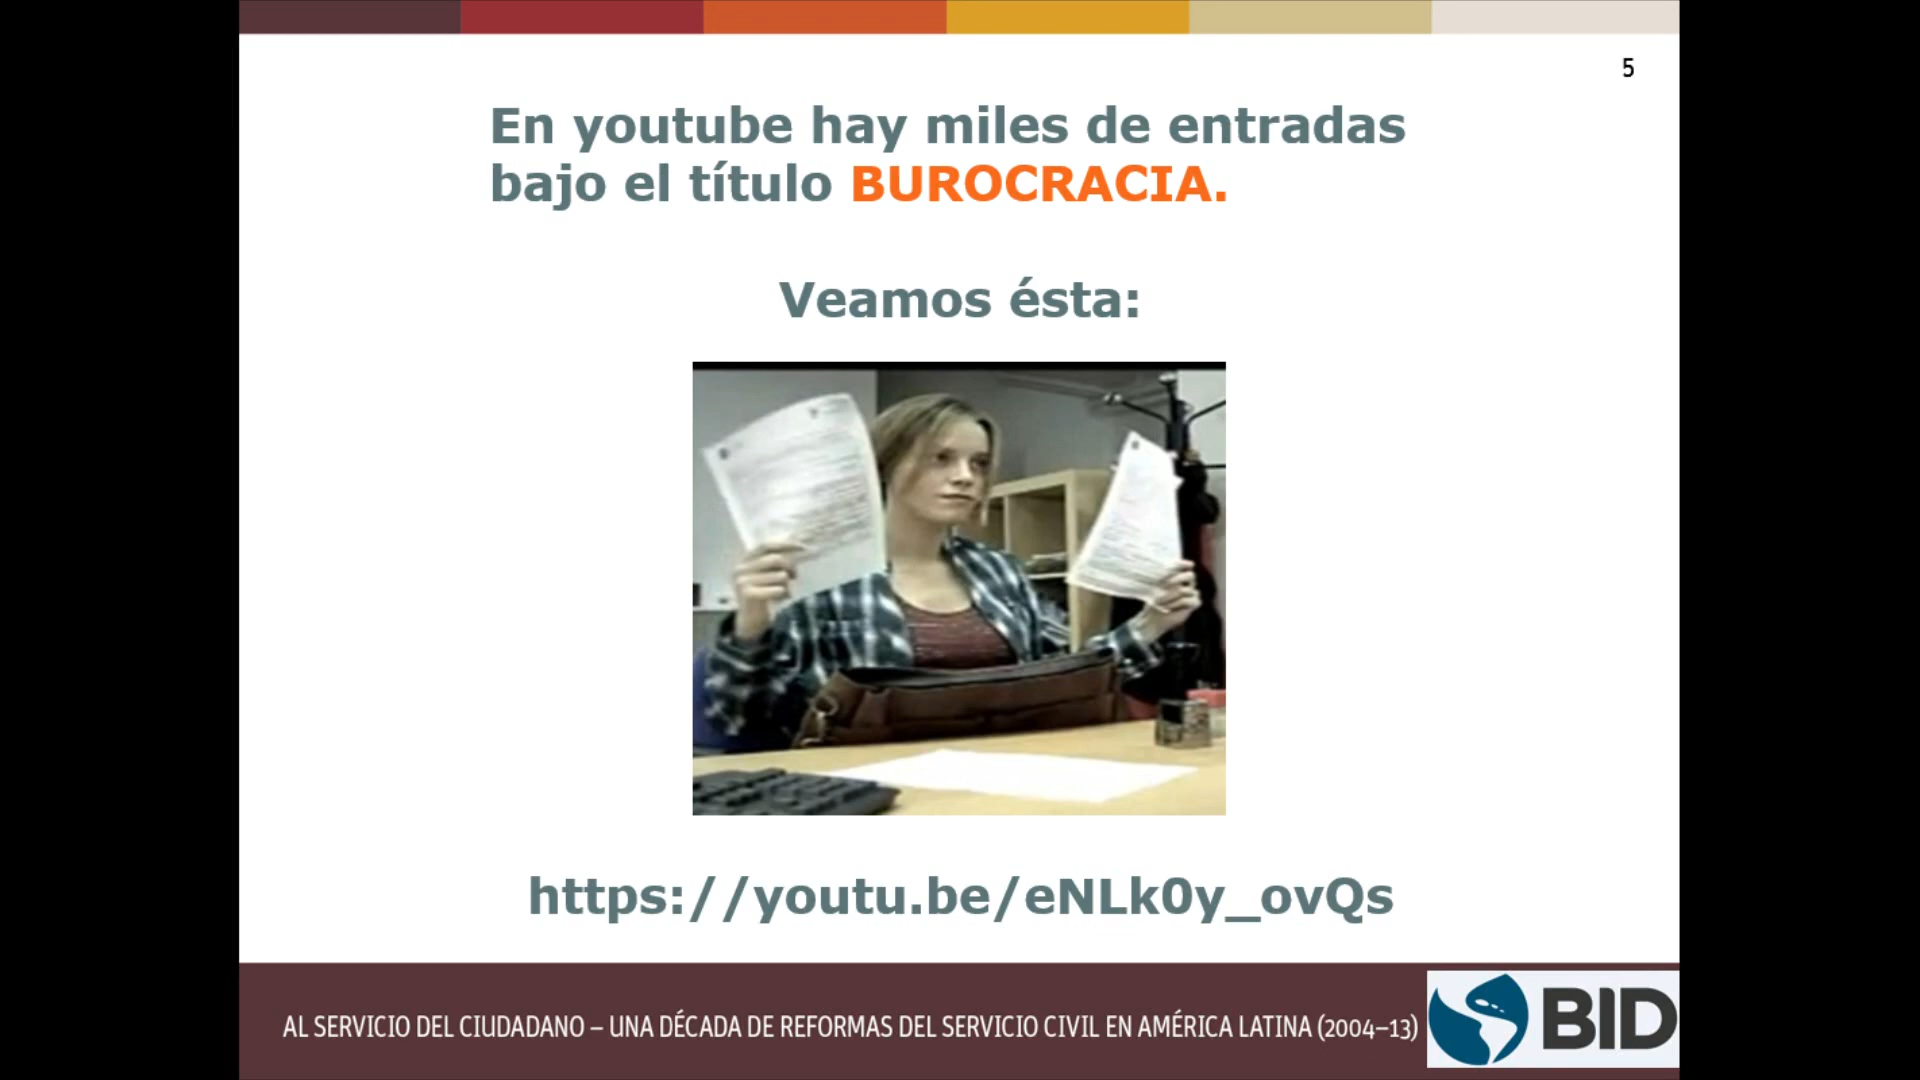 5
En youtube hay miles de entradas
bajo el título BUROCRACIA.
Veamos ésta:
https://youtu.be/eNLk0y_ovQs
AL SERVICIO DEL CIUDADANO – UNA DÉCADA DE REFORMAS DEL SERVICIO CIVIL EN AMÉRICA LATINA (2004–13)
BID